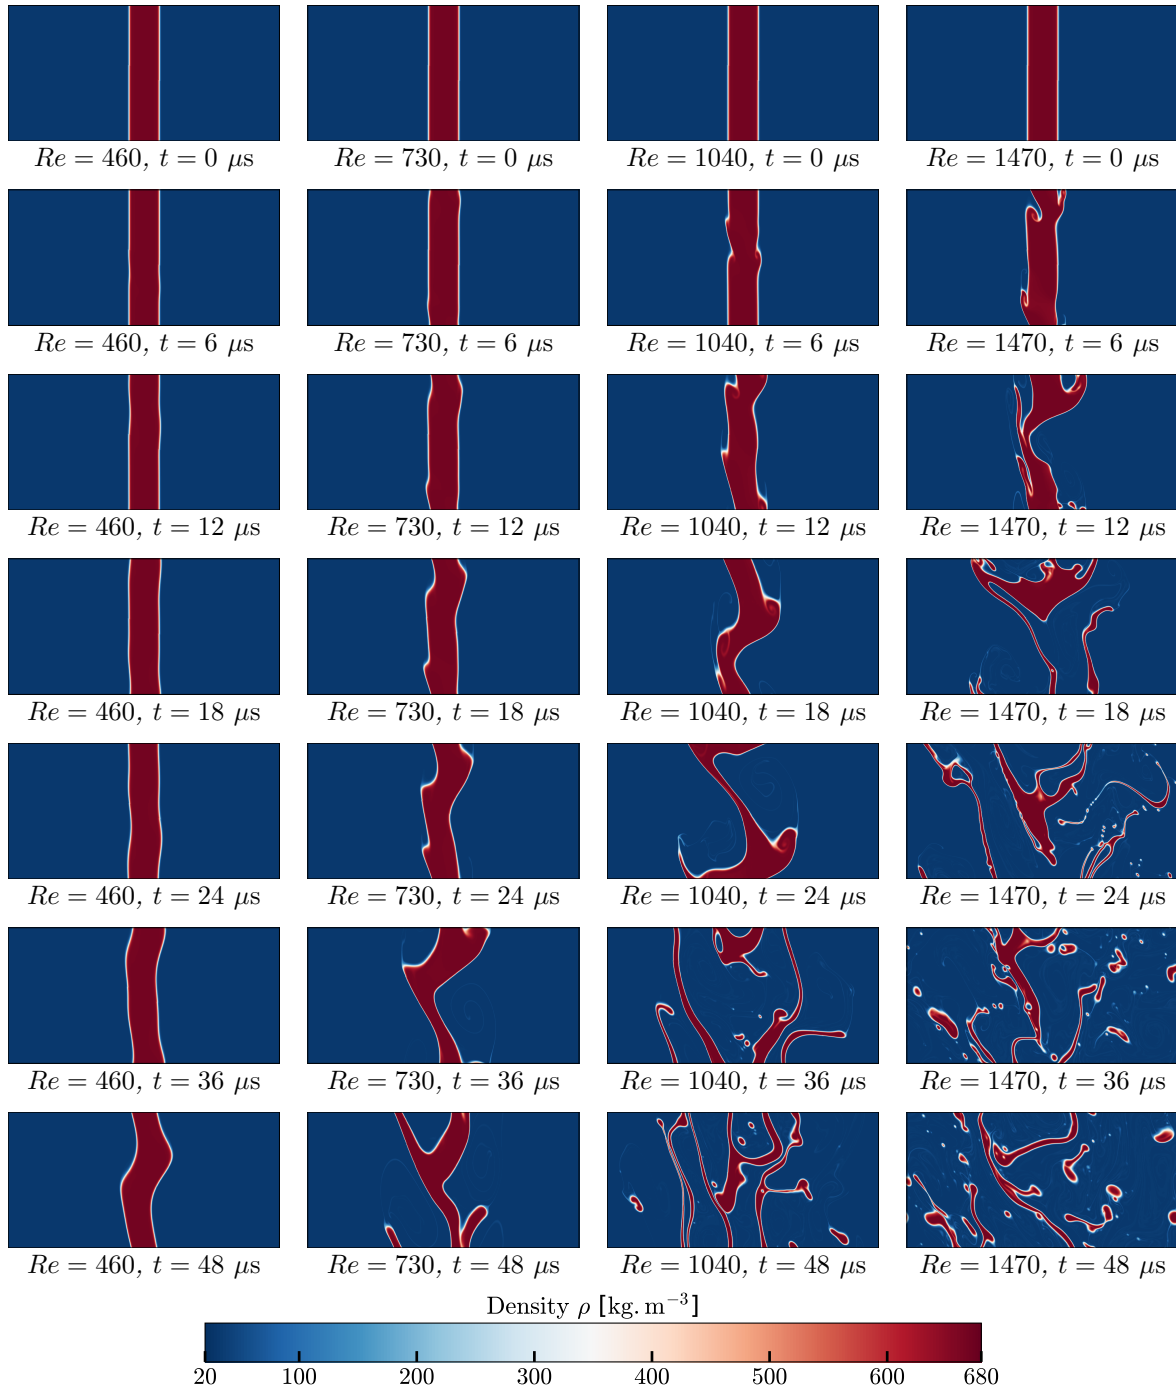 Re = 460, t = 0 μs Re = 730, t = 0 μs Re = 1040, t = 0 μs Re = 1470, t = 0 μs
Re = 460, t = 6 μs Re = 730, t = 6 μs Re = 1040, t = 6 μs Re = 1470, t = 6 μs
Re = 460, t = 12 μs Re = 730, t = 12 μs Re = 1040, t = 12 μs Re = 1470, t = 12 μs
Re = 460, t = 18 μs Re = 730, t = 18 μs Re = 1040, t = 18 μs Re = 1470, t = 18 μs
Re = 460, t = 24 μs Re = 730, t = 24 μs Re = 1040, t = 24 μs Re = 1470, t = 24 μs
Re = 460, t = 36 μs Re = 730, t = 36 μs Re = 1040, t = 36 μs Re = 1470, t = 36 μs
Re = 460, t = 48 μs Re = 730, t = 48 μs Re = 1040, t = 48 μs Re = 1470, t = 48 μs
Density ρ [kg.m⁻³]
20 100 200 300 400 500 600 680